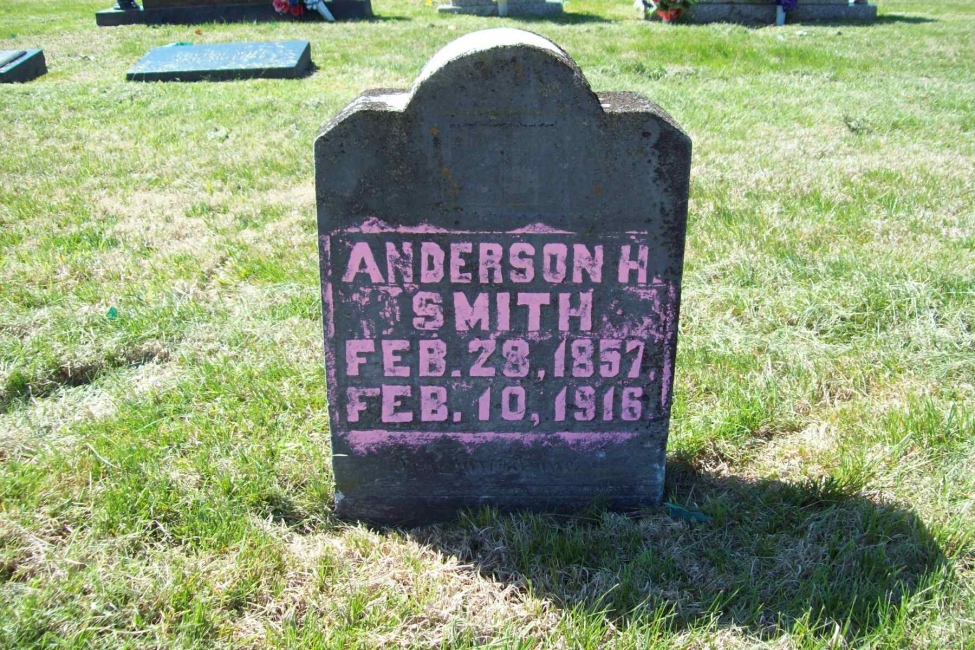 ANDERSON H.
SMITH
FEB. 28, 1857,
FEB. 10, 1916